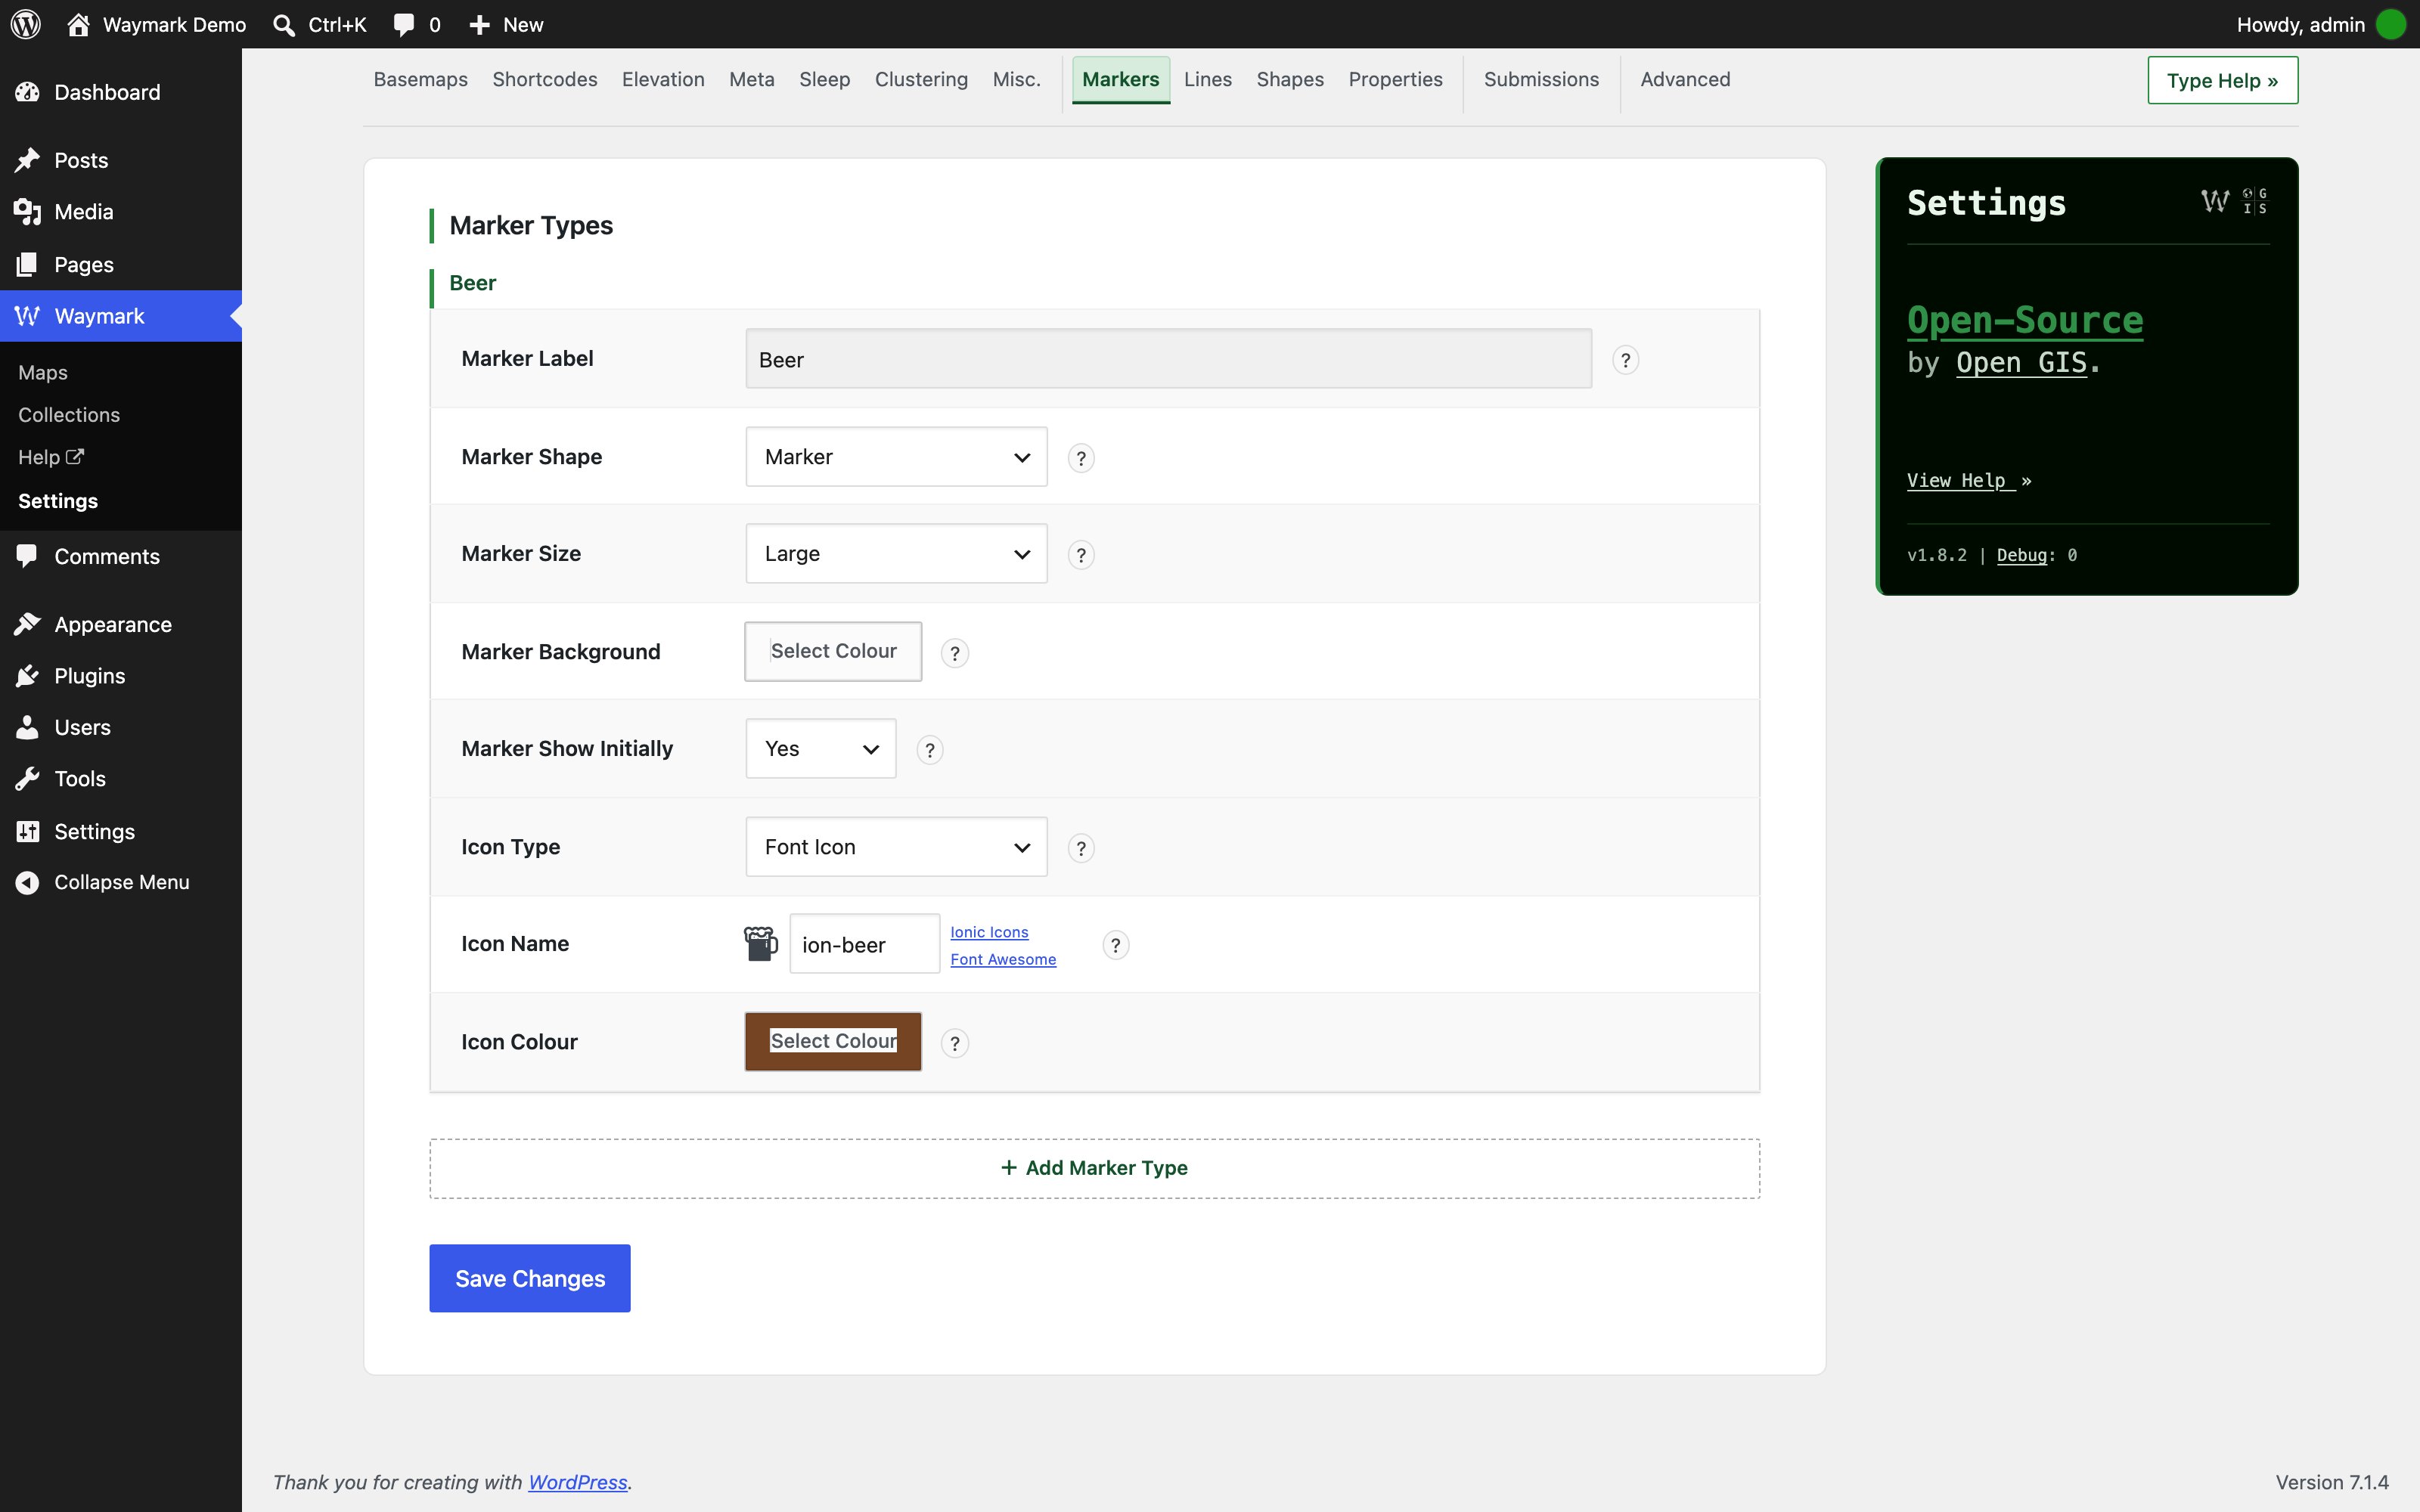 Waymark Demo Ctrl+K 0 New Howdy, admin
Dashboard
Posts
Media
Pages
Waymark
Maps
Collections
Help
Settings
Comments
Appearance
Plugins
Users
Tools
Settings
Collapse Menu
Basemaps Shortcodes Elevation Meta Sleep Clustering Misc. Markers Lines Shapes Properties Submissions Advanced
Type Help »
Marker Types
Beer
Marker Label Beer ?
Marker Shape Marker ?
Marker Size Large ?
Marker Background Select Colour ?
Marker Show Initially Yes ?
Icon Type Font Icon ?
Icon Name ion-beer Ionic Icons ?
Font Awesome
Icon Colour Select Colour ?
+ Add Marker Type
Save Changes
Settings
G
I S
Open-Source
by Open GIS.
View Help »
v1.8.2 | Debug: 0
Thank you for creating with WordPress.
Version 7.1.4